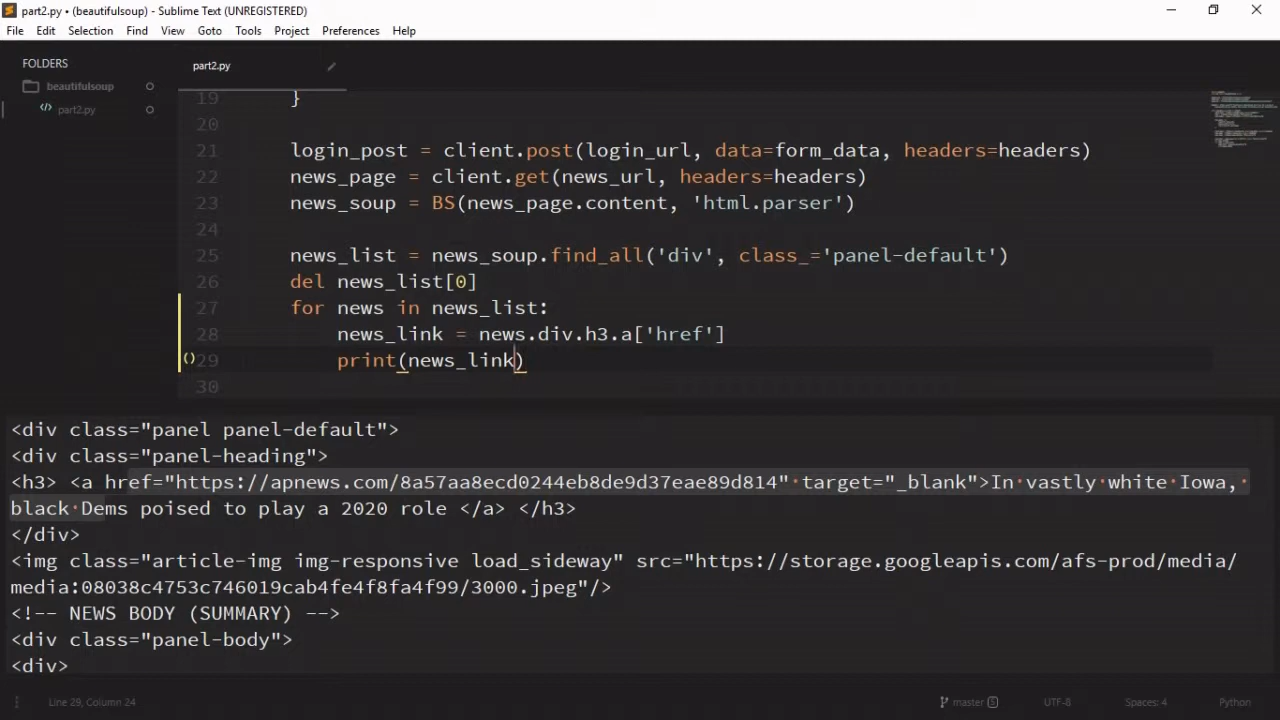 part2.py • (beautifulsoup) - Sublime Text (UNREGISTERED)
File Edit Selection Find View Goto Tools Project Preferences Help
FOLDERS
beautifulsoup
part2.py
part2.py
19 }
20
21 login_post = client.post(login_url, data=form_data, headers=headers)
22 news_page = client.get(news_url, headers=headers)
23 news_soup = BS(news_page.content, 'html.parser')
24
25 news_list = news_soup.find_all('div', class_='panel-default')
26 del news_list[0]
27 for news in news_list:
28 news_link = news.div.h3.a['href']
29 print(news_link)
30
<div class="panel panel-default">
<div class="panel-heading">
<h3> <a href="https://apnews.com/8a57aa8ecd0244eb8de9d37eae89d814" target="_blank">In vastly white Iowa,
black Dems poised to play a 2020 role </a> </h3>
</div>
<img class="article-img img-responsive load_sideway" src="https://storage.googleapis.com/afs-prod/media/
media:08038c4753c746019cab4fe4f8fa4f99/3000.jpeg"/>
<!-- NEWS BODY (SUMMARY) -->
<div class="panel-body">
<div>
Line 29, Column 24
master 5
UTF-8
Spaces: 4
Python